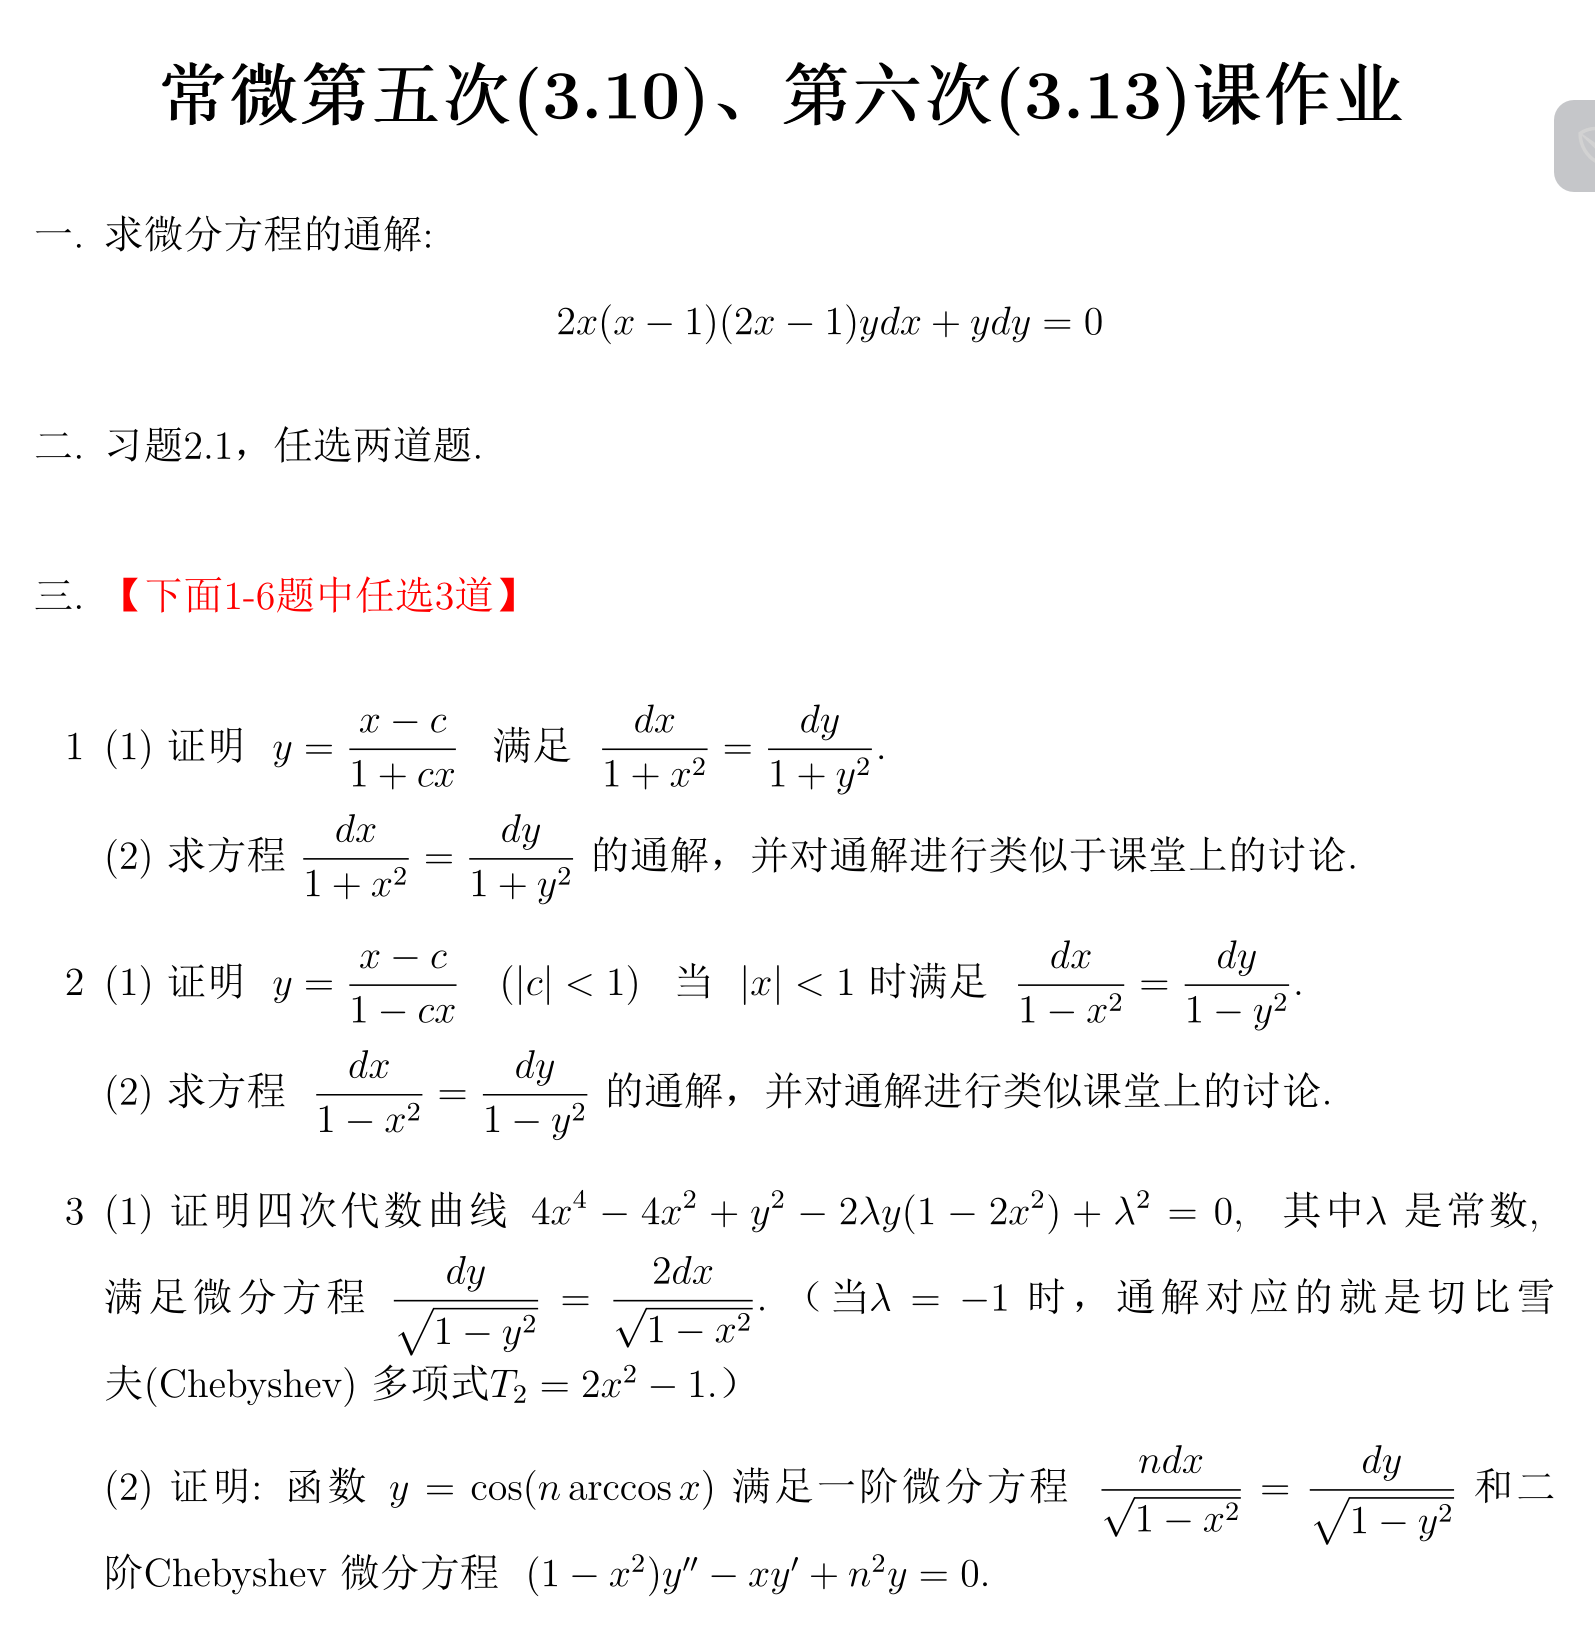 常微第五次(3.10)、第六次(3.13)课作业
一. 求微分方程的通解:
2x(x − 1)(2x − 1)ydx + ydy = 0
二. 习题2.1，任选两道题.
三. 【下面1-6题中任选3道】
1 (1) 证明 y = \frac{x − c}{1 + cx} 满足 \frac{dx}{1 + x^2} = \frac{dy}{1 + y^2}.
(2) 求方程 \frac{dx}{1 + x^2} = \frac{dy}{1 + y^2} 的通解，并对通解进行类似于课堂上的讨论.
2 (1) 证明 y = \frac{x − c}{1 − cx} (|c| < 1) 当 |x| < 1 时满足 \frac{dx}{1 − x^2} = \frac{dy}{1 − y^2}.
(2) 求方程 \frac{dx}{1 − x^2} = \frac{dy}{1 − y^2} 的通解，并对通解进行类似课堂上的讨论.
3 (1) 证明四次代数曲线 4x^4 − 4x^2 + y^2 − 2λy(1 − 2x^2) + λ^2 = 0, 其中λ 是常数,
满足微分方程 \frac{dy}{\sqrt{1 − y^2}} = \frac{2dx}{\sqrt{1 − x^2}}. （当λ = −1 时，通解对应的就是切比雪
夫(Chebyshev) 多项式T_2 = 2x^2 − 1.）
(2) 证明: 函数 y = cos(n arccos x) 满足一阶微分方程 \frac{ndx}{\sqrt{1 − x^2}} = \frac{dy}{\sqrt{1 − y^2}} 和二
阶Chebyshev 微分方程 (1 − x^2)y′′ − xy′ + n^2y = 0.